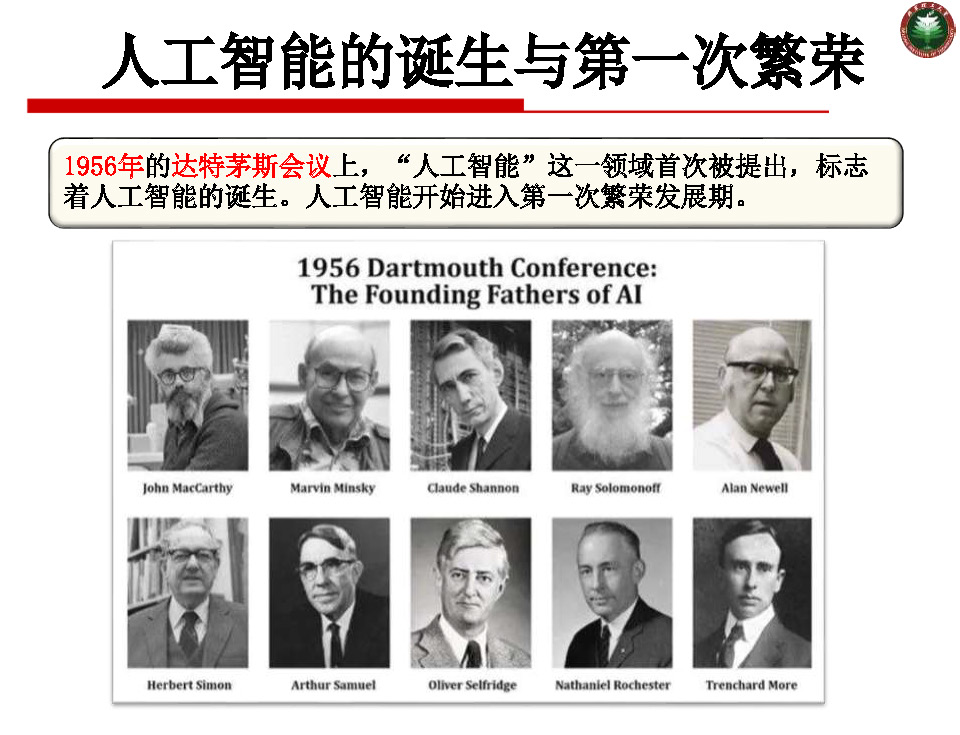 人工智能的诞生与第一次繁荣
1956年的达特茅斯会议上，“人工智能”这一领域首次被提出，标志
着人工智能的诞生。人工智能开始进入第一次繁荣发展期。
1956 Dartmouth Conference:
The Founding Fathers of AI
John MacCarthy
Marvin Minsky
Claude Shannon
Ray Solomonoff
Alan Newell
Herbert Simon
Arthur Samuel
Oliver Selfridge
Nathaniel Rochester
Trenchard More